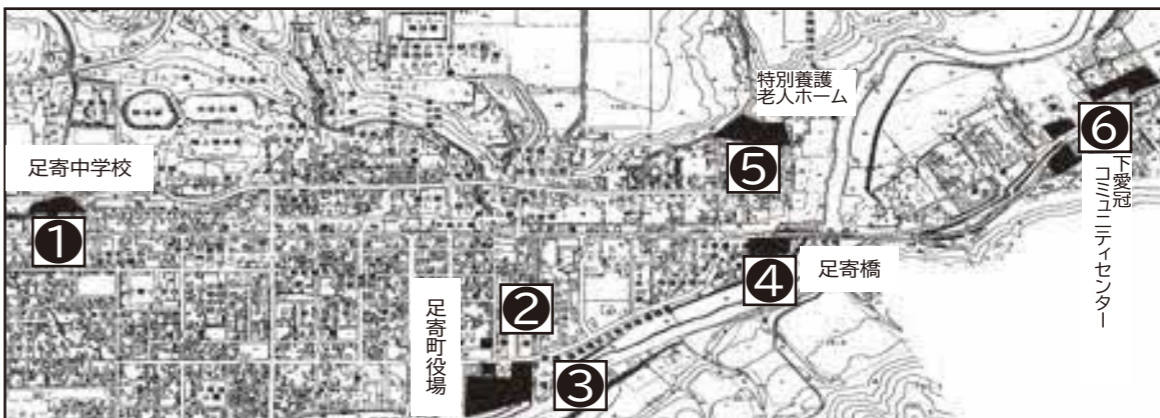 特別養護
老人ホーム
足寄中学校
❶
❷
❸
❹
❺
❻
足寄橋
足寄町役場
下愛冠
コミュニティセンター